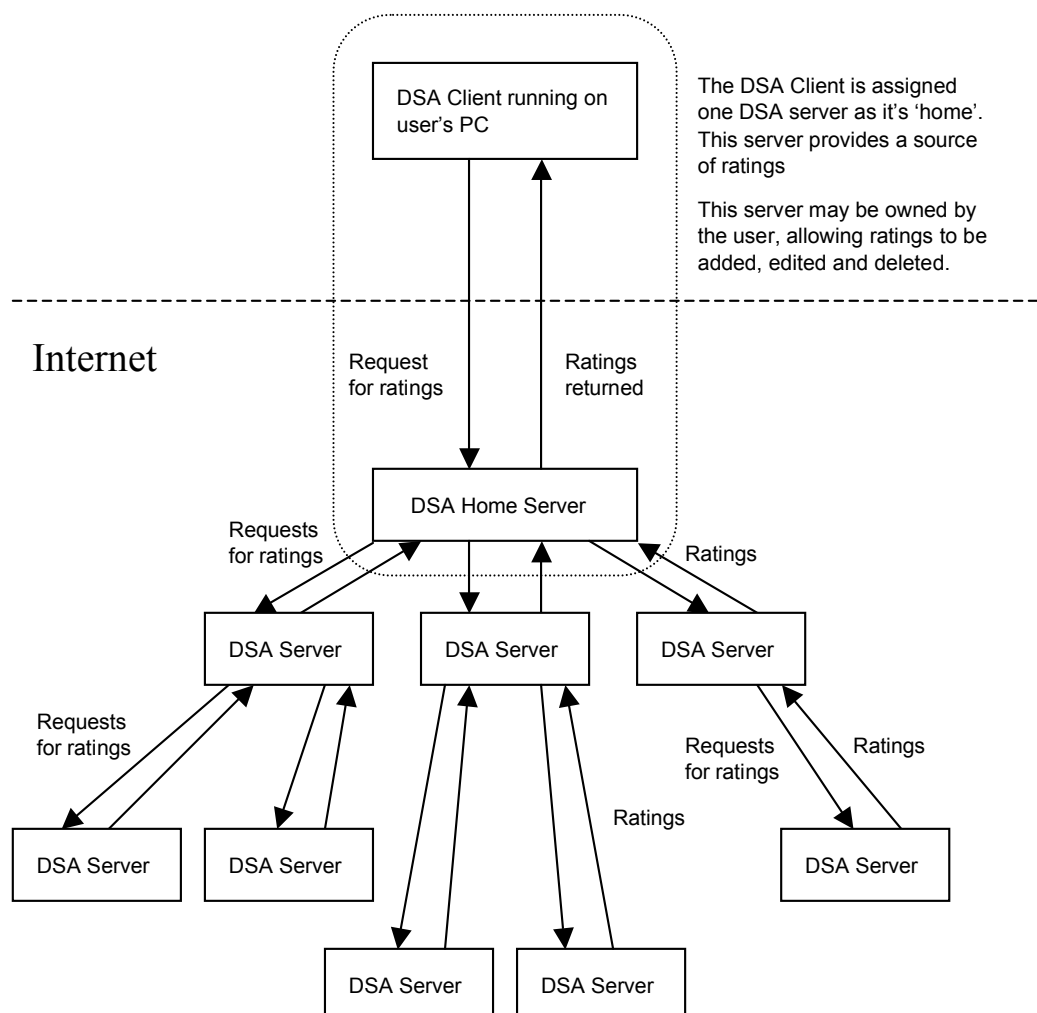 DSA Client running on
user's PC
The DSA Client is assigned
one DSA server as it's ‘home’.
This server provides a source
of ratings
This server may be owned by
the user, allowing ratings to be
added, edited and deleted.
Internet
Request
for ratings
Ratings
returned
DSA Home Server
Requests
for ratings
Ratings
DSA Server
DSA Server
DSA Server
Requests
for ratings
Requests
for ratings
Ratings
Ratings
DSA Server
DSA Server
DSA Server
DSA Server
DSA Server